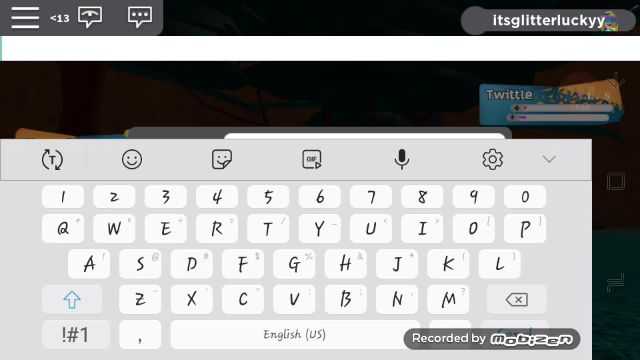 <13
itsglitterluckyy
Twittle
T
GIF
1 2 3 4 5 6 7 8 9 0
Q W E R T Y U I O P
A S D F G H J K L
Z X C V B N M
!#1 , English (US)
Recorded by mobizen